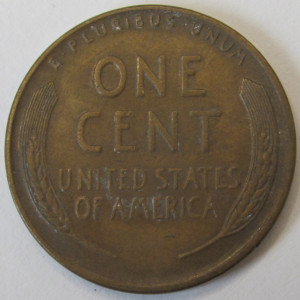 E·PLURIBUS·UNUM
ONE
CENT
UNITED STATES
OF AMERICA